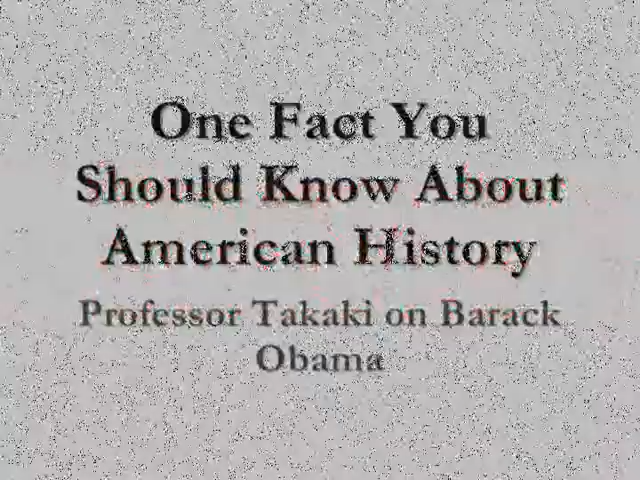 One Fact You
Should Know About
American History
Professor Takaki on Barack
Obama